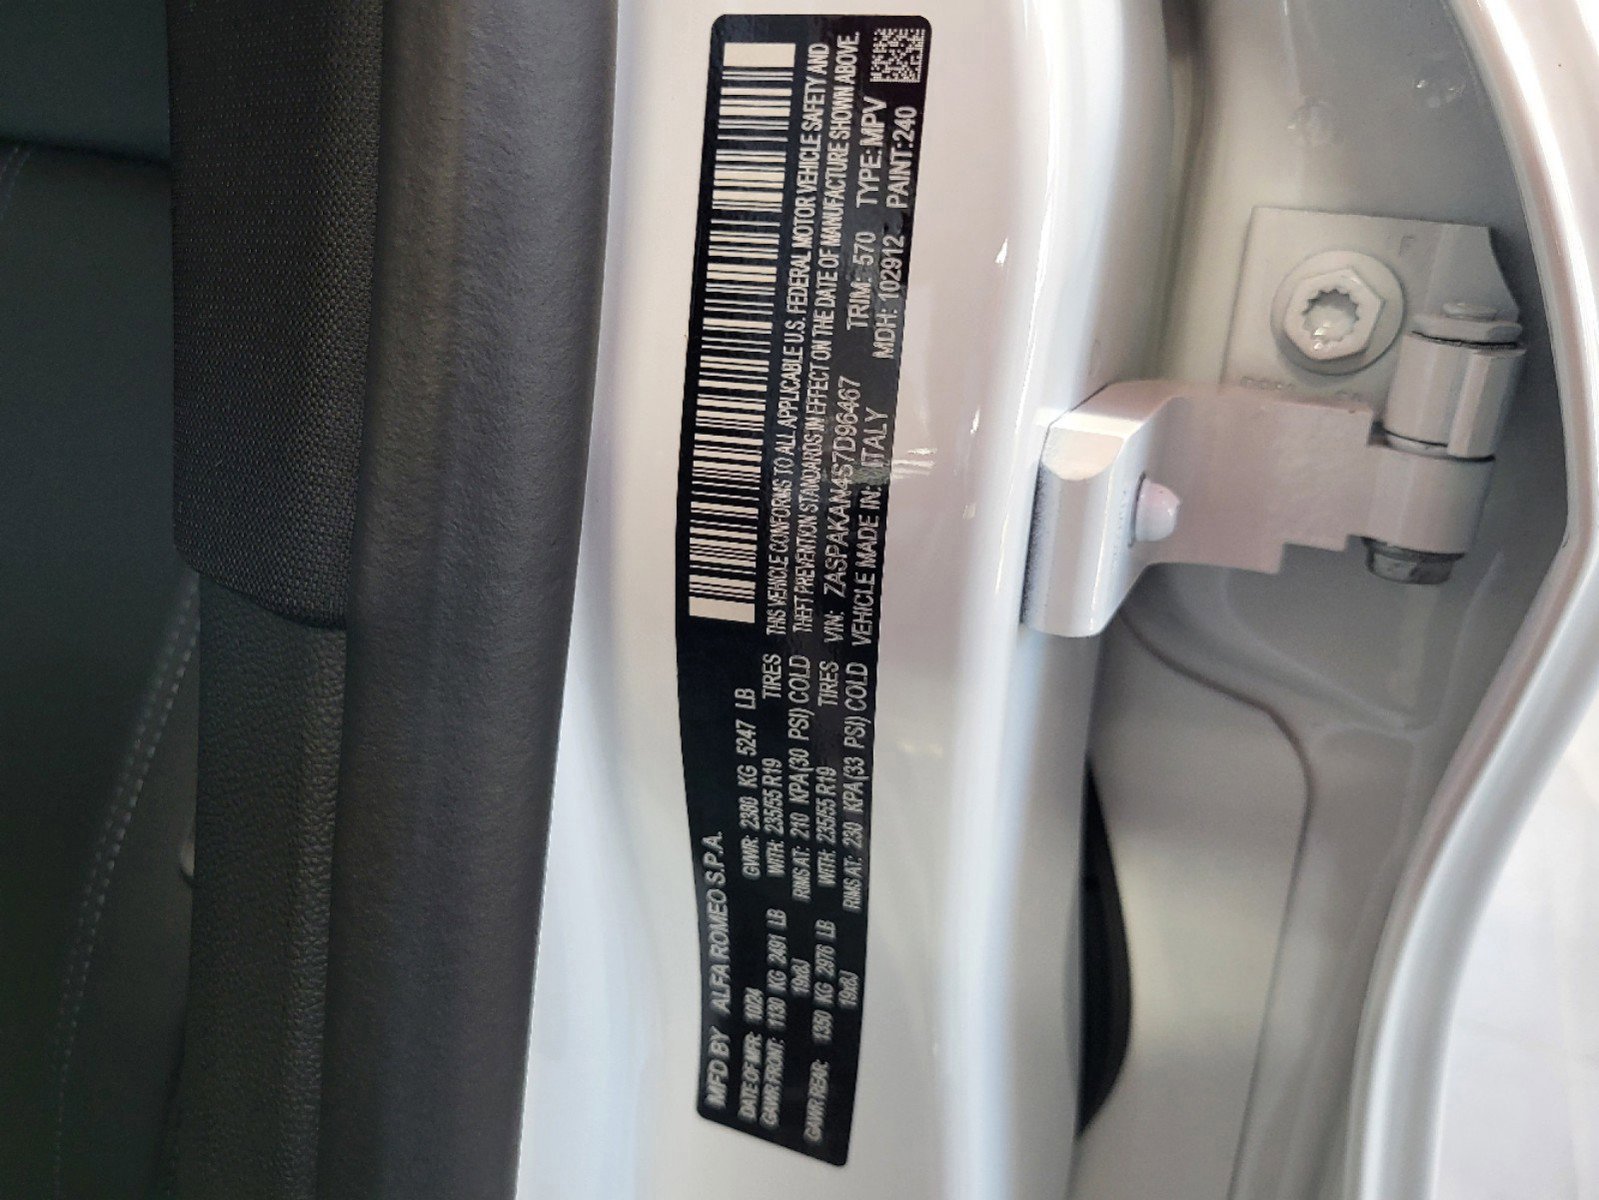 MFD BY ALFA ROMEO S.P.A.
DATE OF MFR: 10/24 GVWR: 2380 KG 5247 LB
GAWR FRONT: 1130 KG 2491 LB WITH: 235/55 R19 TIRES
19x8J RIMS AT: 210 KPA(30 PSI) COLD
GAWR REAR: 1350 KG 2976 LB WITH: 235/55 R19 TIRES
19x8J RIMS AT: 230 KPA(33 PSI) COLD
THIS VEHICLE CONFORMS TO ALL APPLICABLE U.S. FEDERAL MOTOR VEHICLE SAFETY AND
THEFT PREVENTION STANDARDS IN EFFECT ON THE DATE OF MANUFACTURE SHOWN ABOVE.
VIN: ZASPAKAN4S7D96467 TRIM: 570 TYPE: MPV
VEHICLE MADE IN: ITALY MDH: 102912 PAINT:240